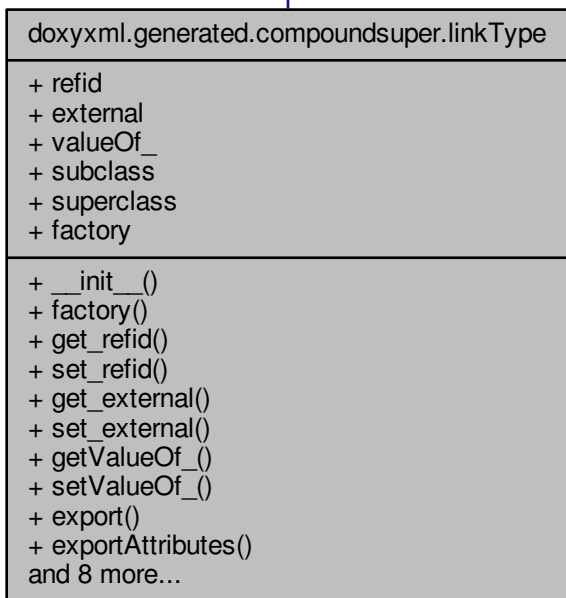 doxyxml.generated.compoundsuper.linkType
+ refid
+ external
+ valueOf_
+ subclass
+ superclass
+ factory
+ __init__()
+ factory()
+ get_refid()
+ set_refid()
+ get_external()
+ set_external()
+ getValueOf_()
+ setValueOf_()
+ export()
+ exportAttributes()
and 8 more...